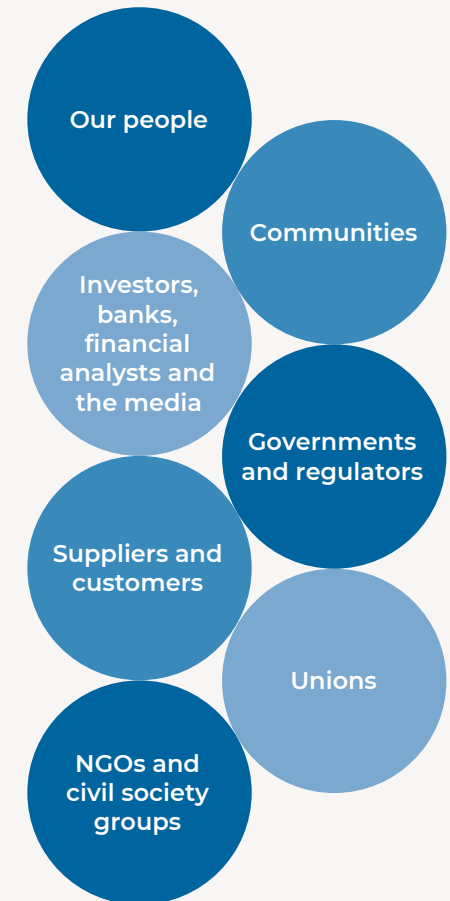 Our people
Communities
Investors,
banks,
financial
analysts and
the media
Governments
and regulators
Suppliers and
customers
Unions
NGOs and
civil society
groups